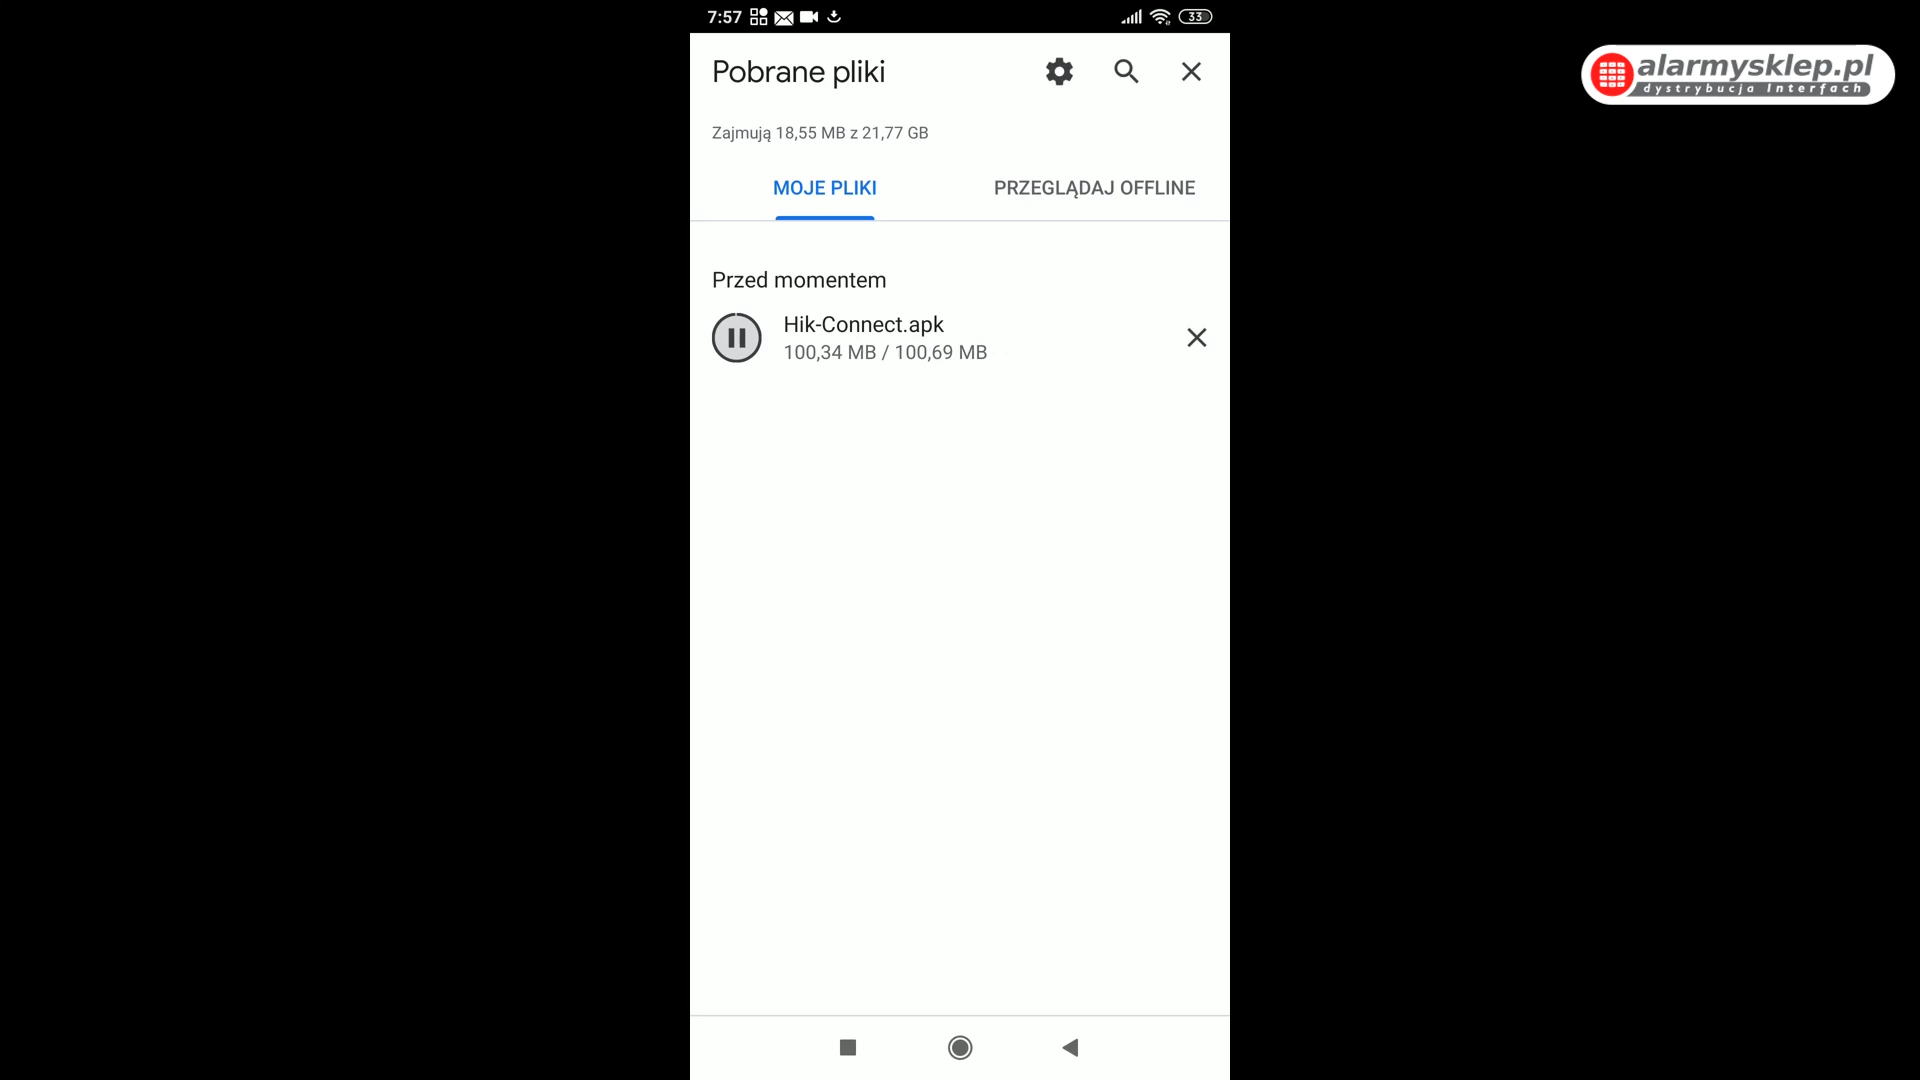 7:57
33
Pobrane pliki
Zajmują 18,55 MB z 21,77 GB
MOJE PLIKI
PRZEGLĄDAJ OFFLINE
Przed momentem
Hik-Connect.apk
100,34 MB / 100,69 MB
alarmysklep.pl
dystrybucja Interfach